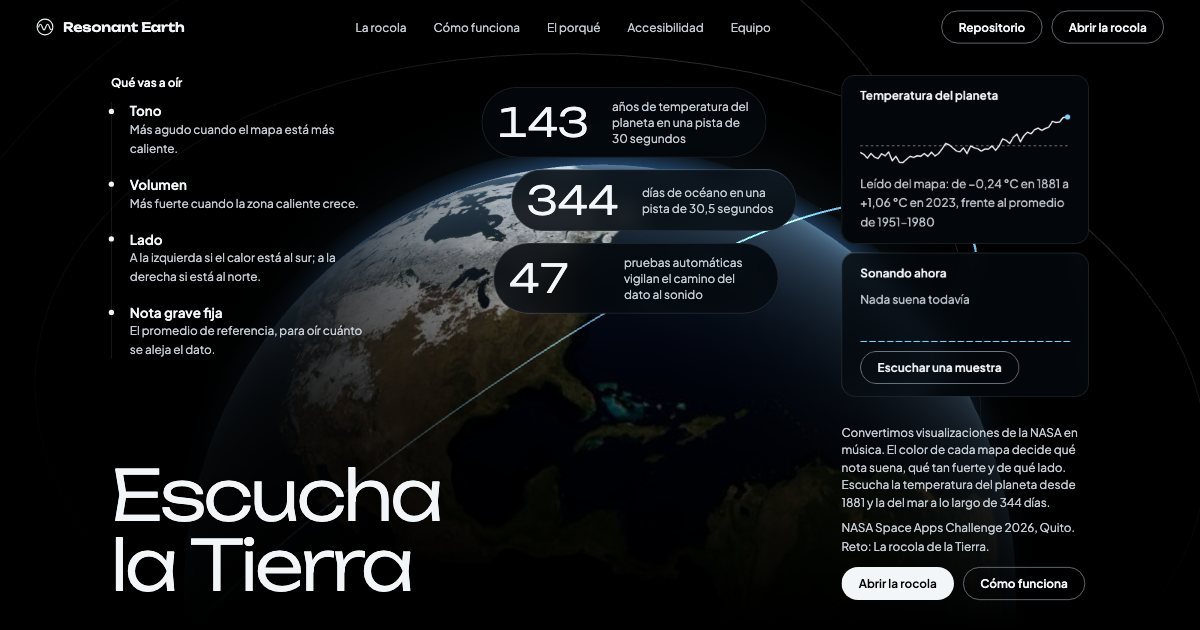 Resonant Earth
La rocola
Cómo funciona
El porqué
Accesibilidad
Equipo
Repositorio
Abrir la rocola
Qué vas a oír
Tono
Más agudo cuando el mapa está más
caliente.
Volumen
Más fuerte cuando la zona caliente crece.
Lado
A la izquierda si el calor está al sur; a la
derecha si está al norte.
Nota grave fija
El promedio de referencia, para oír cuánto
se aleja el dato.
143
años de temperatura del
planeta en una pista de
30 segundos
344
días de océano en una
pista de 30,5 segundos
47
pruebas automáticas
vigilan el camino del
dato al sonido
Temperatura del planeta
Leído del mapa: de −0,24 °C en 1881 a
+1,06 °C en 2023, frente al promedio
de 1951–1980
Sonando ahora
Nada suena todavía
Escuchar una muestra
Escucha
la Tierra
Convertimos visualizaciones de la NASA en
música. El color de cada mapa decide qué
nota suena, qué tan fuerte y de qué lado.
Escucha la temperatura del planeta desde
1881 y la del mar a lo largo de 344 días.
NASA Space Apps Challenge 2026, Quito.
Reto: La rocola de la Tierra.
Abrir la rocola
Cómo funciona